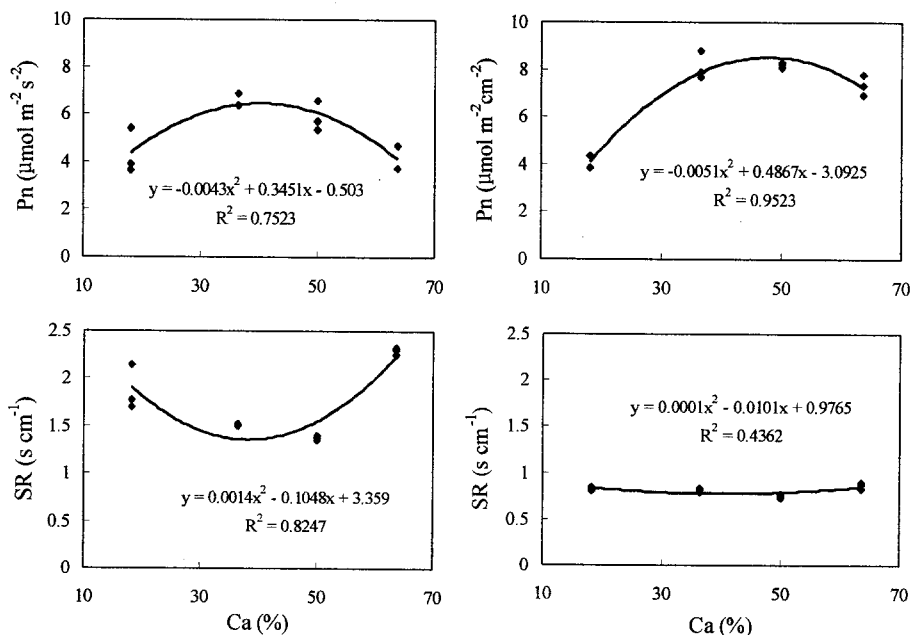 Pn (µmol m⁻² s⁻²)
10
8
6
4
2
0
y = -0.0043x² + 0.3451x - 0.503
R² = 0.7523
10 30 50 70
Pn (µmol m⁻²cm²)
10
8
6
4
2
0
y = -0.0051x² + 0.4867x - 3.0925
R² = 0.9523
10 30 50 70
SR (s cm⁻¹)
2.5
2
1.5
1
0.5
0
y = 0.0014x² - 0.1048x + 3.359
R² = 0.8247
10 30 50 70
Ca (%)
SR (s cm⁻¹)
2.5
2
1.5
1
0.5
0
y = 0.0001x² - 0.0101x + 0.9765
R² = 0.4362
10 30 50 70
Ca (%)